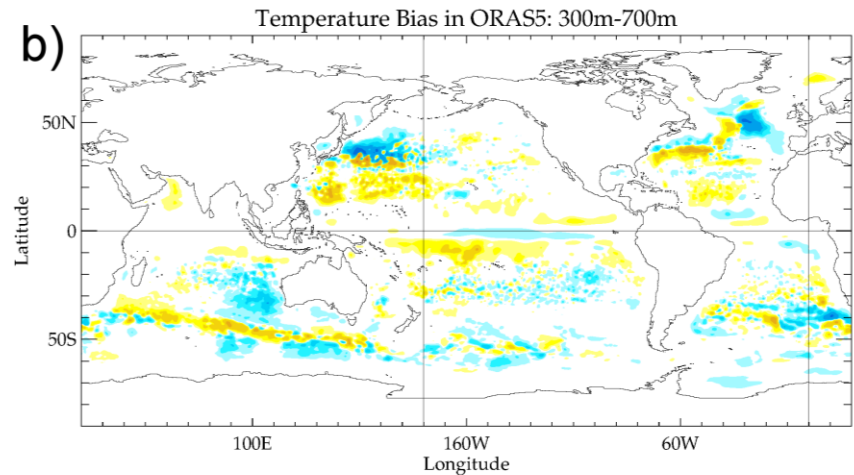 b)
Temperature Bias in ORAS5: 300m-700m
Latitude
50N
0
50S
100E
160W
60W
Longitude